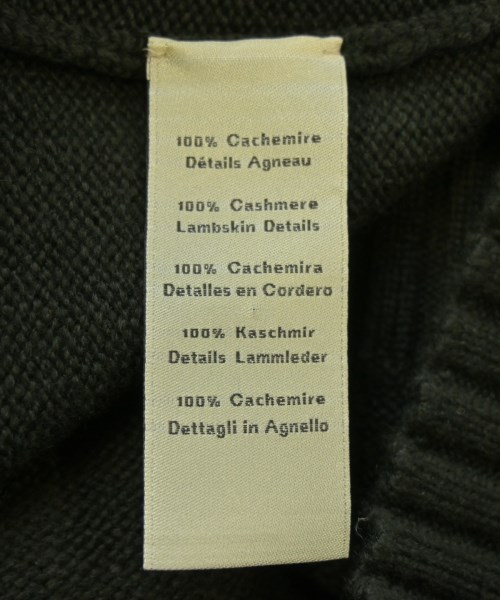 100% Cachemire
Détails Agneau
100% Cashmere
Lambskin Details
100% Cachemira
Detalles en Cordero
100% Kaschmir
Details Lammleder
100% Cachemire
Dettagli in Agnello